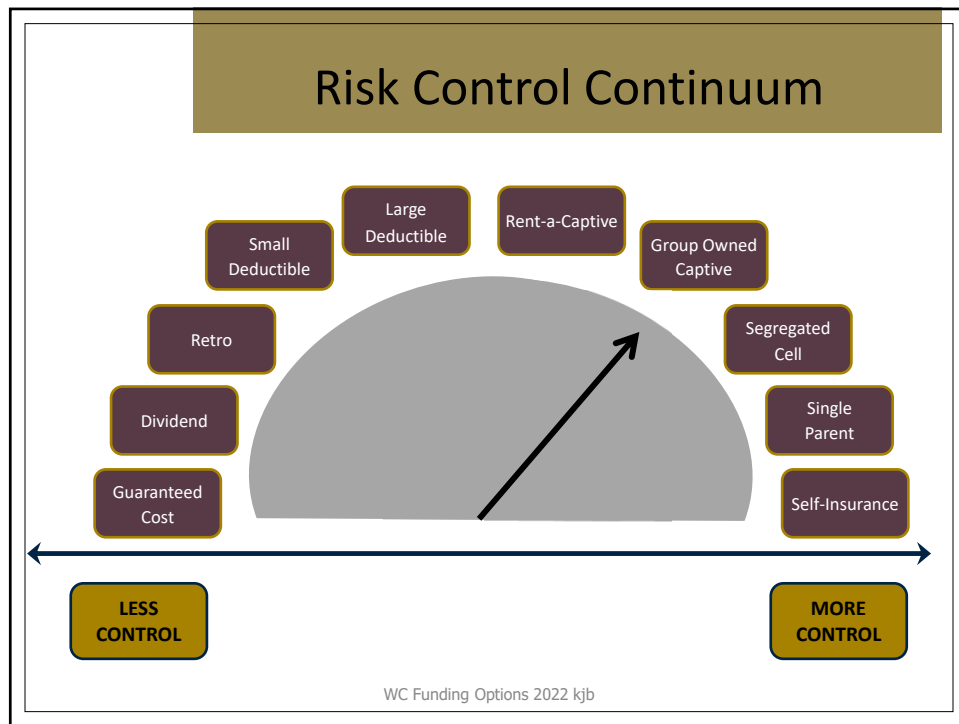 Risk Control Continuum
Large
Deductible
Rent-a-Captive
Small
Deductible
Group Owned
Captive
Retro
Segregated
Cell
Dividend
Single
Parent
Guaranteed
Cost
Self-Insurance
LESS
CONTROL
MORE
CONTROL
WC Funding Options 2022 kjb